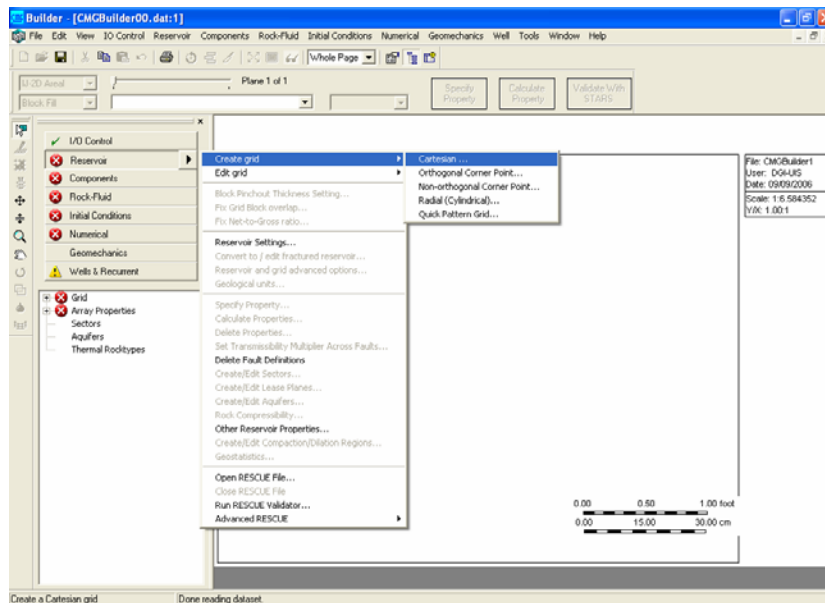 Builder - [CMGBuilder00.dat:1]
File Edit View IO Control Reservoir Components Rock-Fluid Initial Conditions Numerical Geomechanics Well Tools Window Help
Whole Page
IJ-2D Areal
Plane 1 of 1
Block Fill
Specify Property
Calculate Property
Validate With STARS
I/O Control
Reservoir
Components
Rock-Fluid
Initial Conditions
Numerical
Geomechanics
Wells & Recurrent
Grid
Array Properties
Sectors
Aquifers
Thermal Rocktypes
Create grid
Edit grid
Block Pinchout Thickness Setting...
Fix Grid Block overlap...
Fix Net-to-Gross ratio...
Reservoir Settings...
Convert to / edit fractured reservoir...
Reservoir and grid advanced options...
Geological units...
Specify Property...
Calculate Properties...
Delete Properties...
Set Transmissibility Multiplier Across Faults...
Delete Fault Definitions
Create/Edit Sectors...
Create/Edit Lease Planes...
Create/Edit Aquifers...
Rock Compressibility...
Other Reservoir Properties...
Create/Edit Compaction/Dilation Regions...
Geostatistics...
Open RESCUE File...
Close RESCUE File
Run RESCUE Validator...
Advanced RESCUE
Cartesian ...
Orthogonal Corner Point...
Non-orthogonal Corner Point...
Radial (Cylindrical)...
Quick Pattern Grid...
File: CMGBuilder1
User: DGI-UIS
Date: 09/09/2006
Scale: 1:6.584352
Y/X: 1.00:1
0.00 0.50 1.00 foot
0.00 15.00 30.00 cm
Create a Cartesian grid
Done reading dataset.